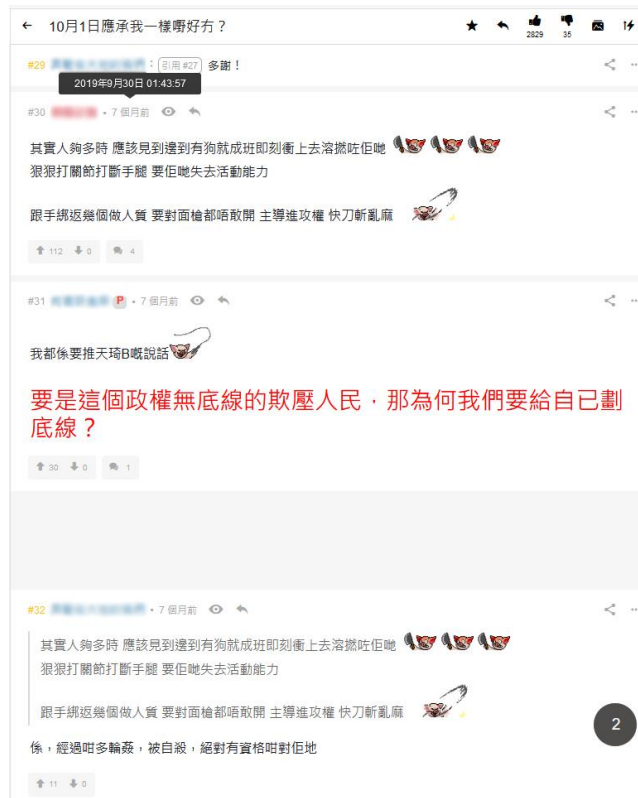 10月1日應承我一樣嘢好冇？
2829
35
#29
: 引用 #27 多謝！
2019年9月30日 01:43:57
#30 • 7 個月前
其實人夠多時 應該見到邊到有狗就成班即刻衝上去溶撚咗佢哋
狠狠打關節打斷手腿 要佢哋失去活動能力
跟手綁返幾個做人質 要對面槍都唔敢開 主導進攻權 快刀斬亂麻
112 0 4
#31 P • 7 個月前
我都係要推天琦B嘅說話
要是這個政權無底線的欺壓人民，那為何我們要給自己劃
底線？
30 0 1
#32 • 7 個月前
其實人夠多時 應該見到邊到有狗就成班即刻衝上去溶撚咗佢哋
狠狠打關節打斷手腿 要佢哋失去活動能力
跟手綁返幾個做人質 要對面槍都唔敢開 主導進攻權 快刀斬亂麻
2
係，經過咁多輪姦，被自殺，絕對有資格咁對佢地
11 0